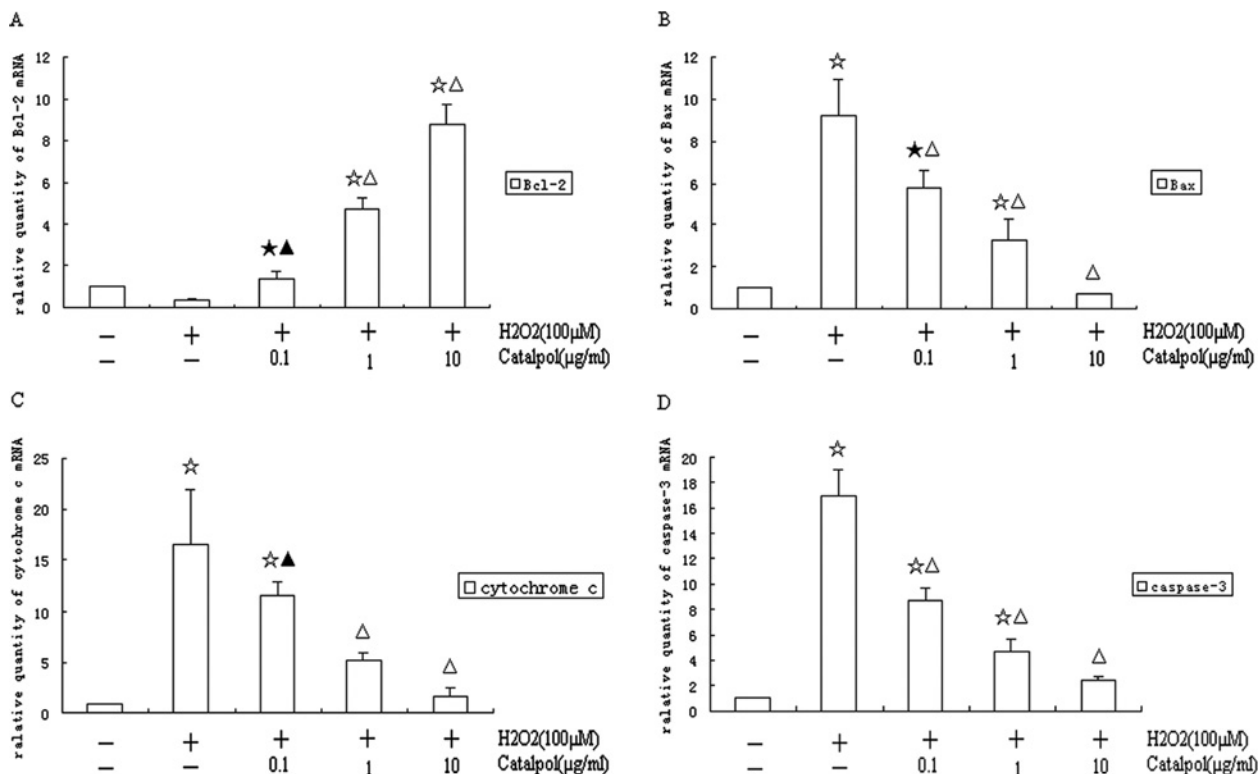 A
ralative quantity of Bcl-2 mRNA
12
10
8
6
4
2
0
☆△
☆△
★▲
Bcl-2
− + + + + H2O2(100μM)
− − 0.1 1 10 Catalpol(μg/ml)
B
ralative quantity of Bax mRNA
12
10
8
6
4
2
0
☆
★△
☆△
△
Bax
− + + + + H2O2(100μM)
− − 0.1 1 10 Catalpol(μg/ml)
C
ralative quantity of cytochrome c mRNA
25
20
15
10
5
0
☆
☆▲
△
△
cytochrome c
− + + + + H2O2(100μM)
− − 0.1 1 10 Catalpol(μg/ml)
D
ralative quantity of caspase-3 mRNA
20
18
16
14
12
10
8
6
4
2
0
☆
☆△
☆△
△
caspase-3
− + + + + H2O2(100μM)
− − 0.1 1 10 Catalpol(μg/ml)